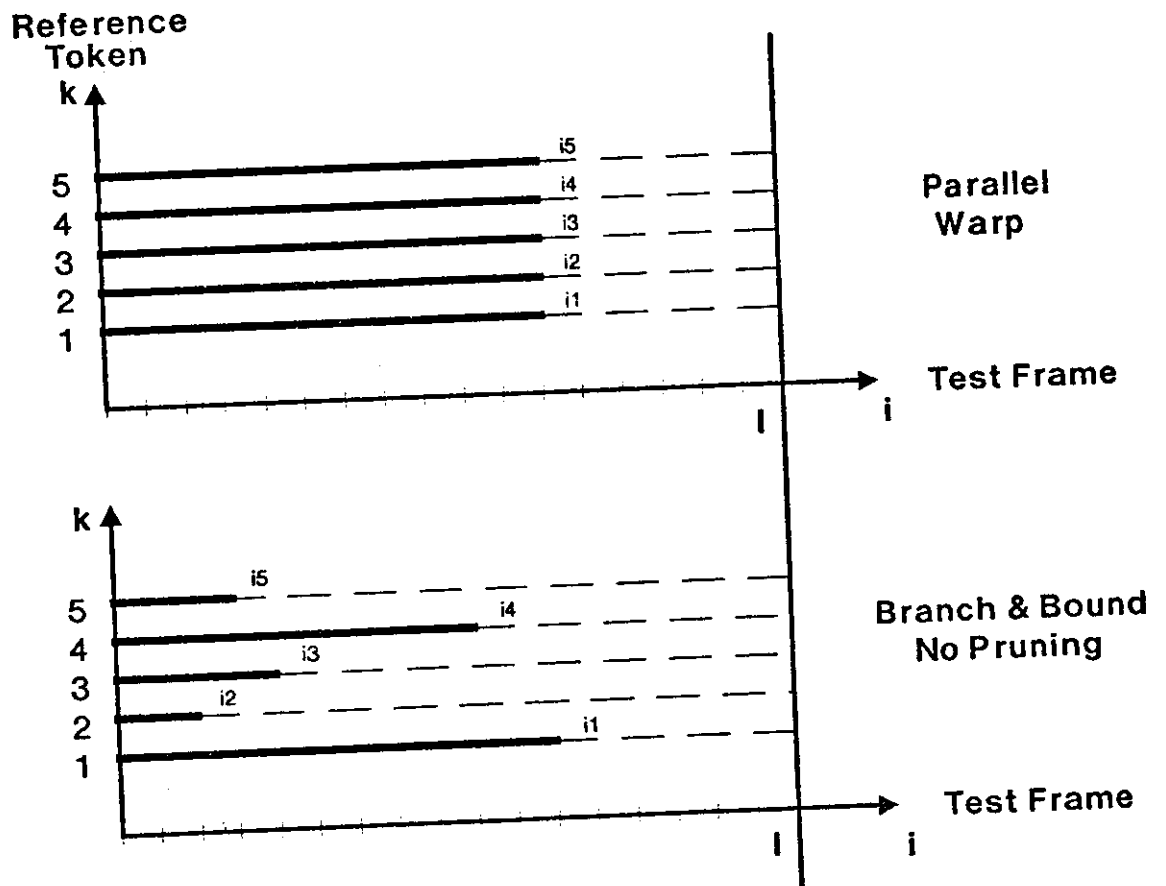 Reference
Token
k
i5
5
i4
4
i3
3
i2
2
i1
1
Parallel
Warp
Test Frame
I
i
k
i5
5
i4
4
i3
3
i2
2
i1
1
Branch & Bound
No Pruning
Test Frame
I
i